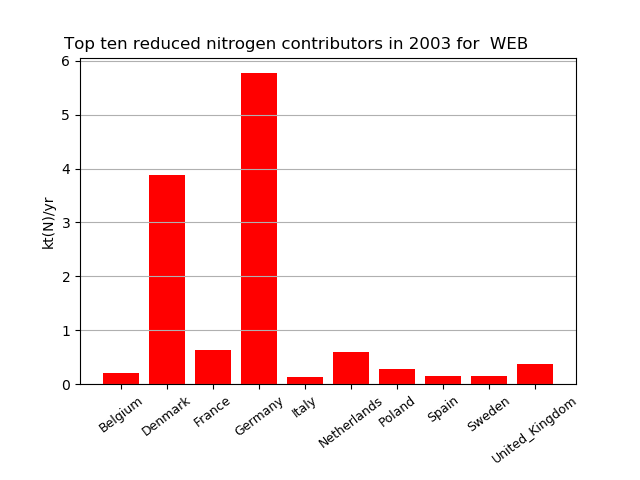 Top ten reduced nitrogen contributors in 2003 for  WEB
kt(N)/yr
6
5
4
3
2
1
0
Belgium
Denmark
France
Germany
Italy
Netherlands
Poland
Spain
Sweden
United_Kingdom